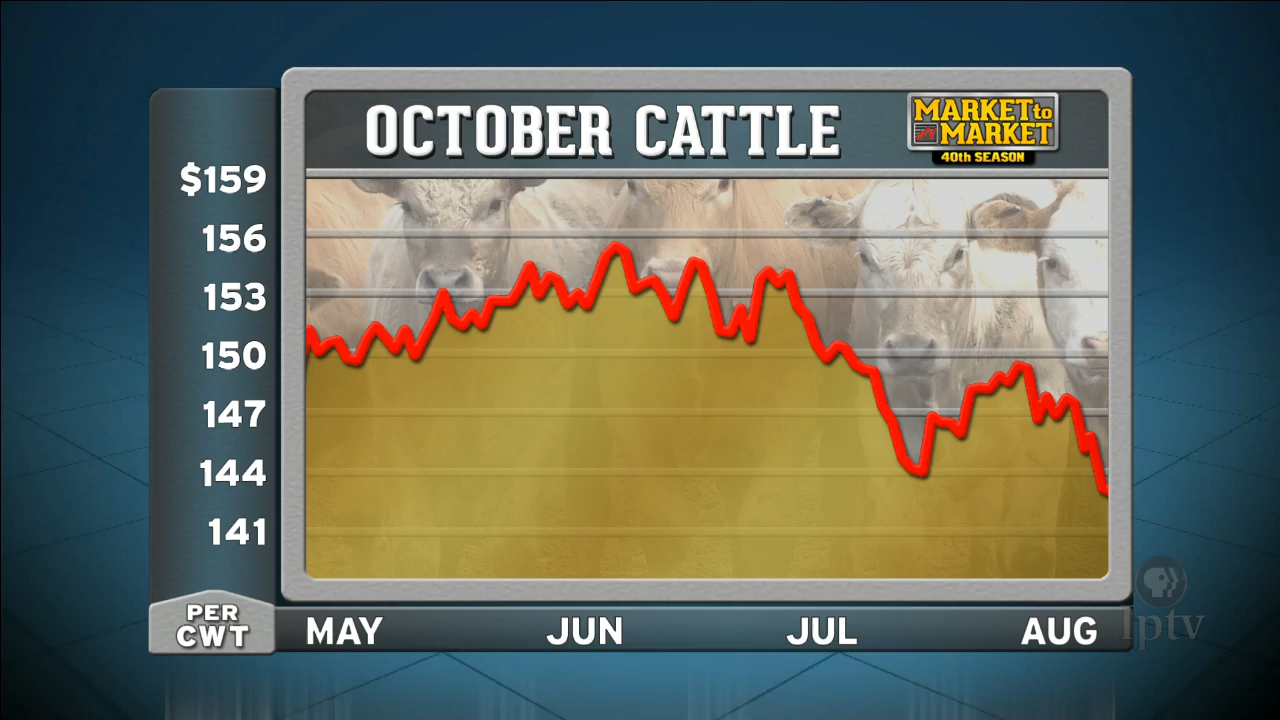 OCTOBER CATTLE
MARKET to
MARKET
40th SEASON
$159
156
153
150
147
144
141
PER
CWT
MAY JUN JUL AUG
Iptv